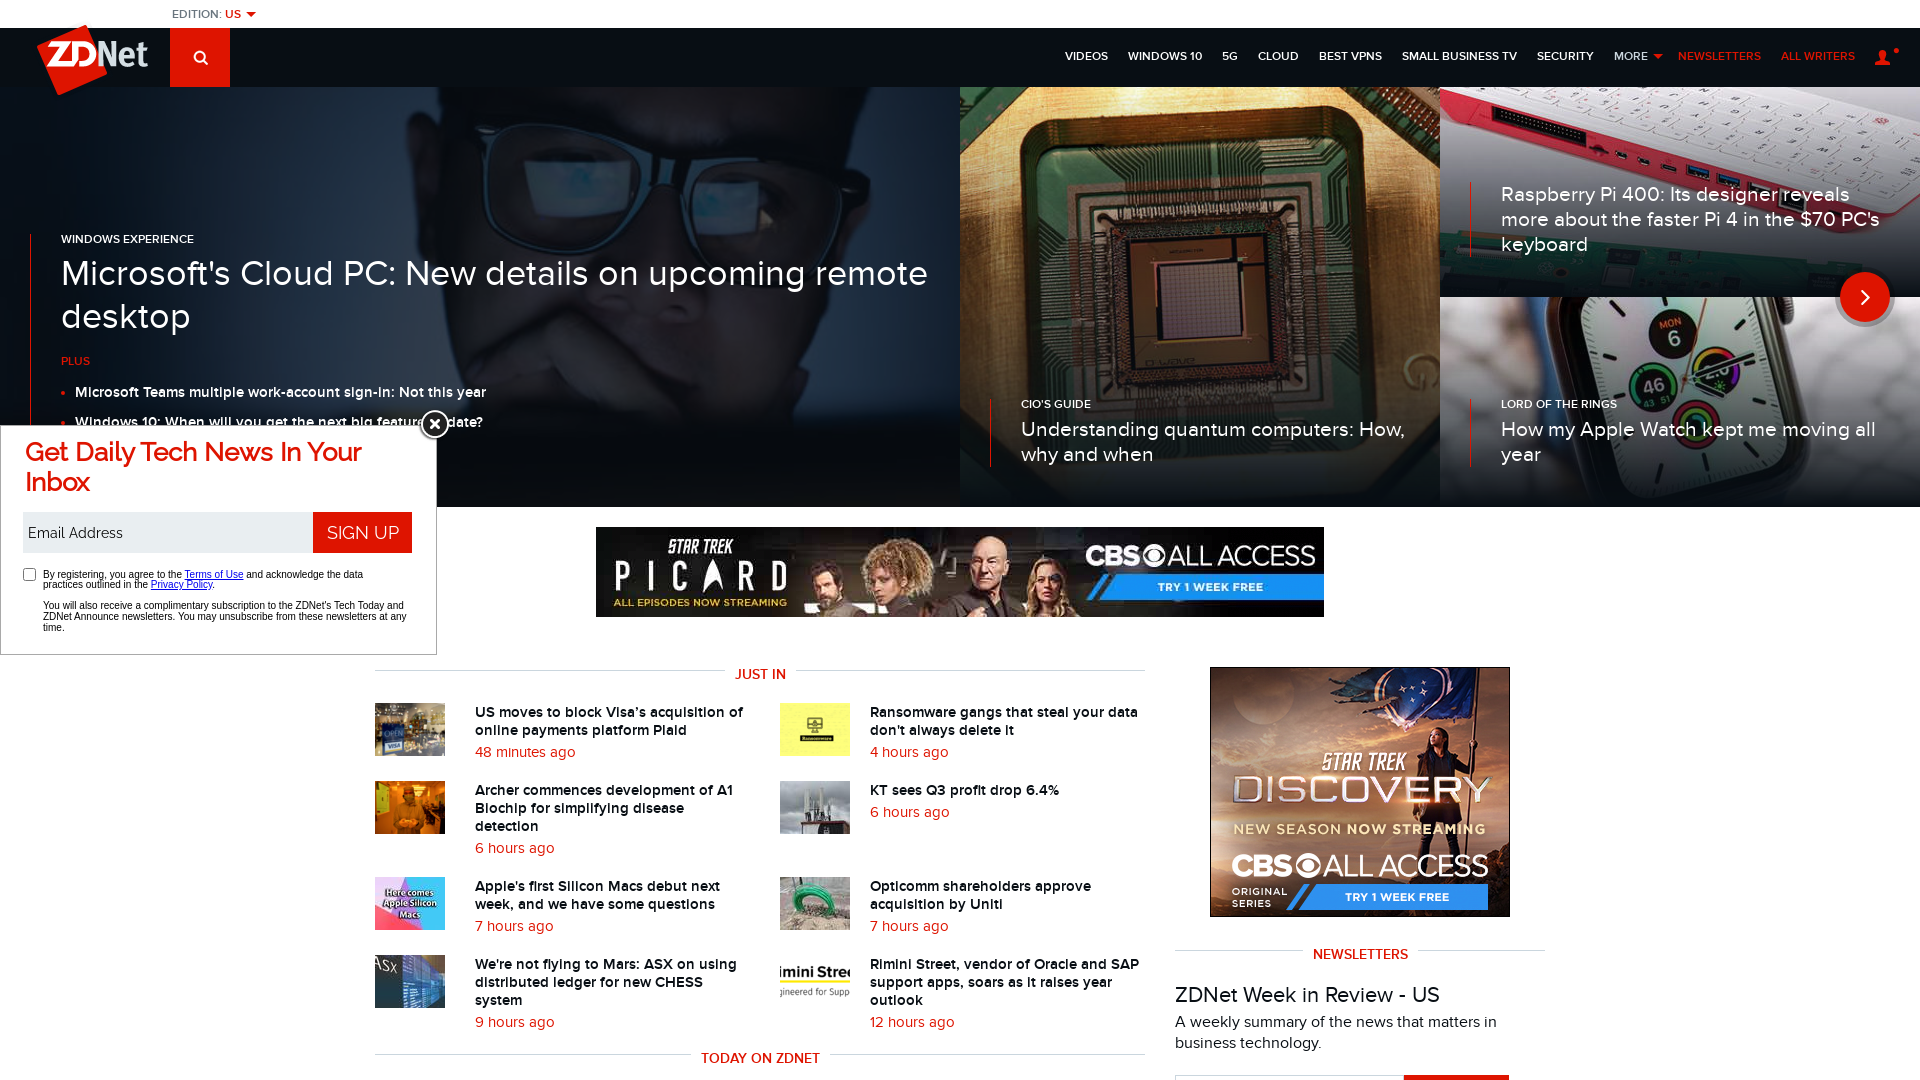 EDITION: US
ZDNet
VIDEOS
WINDOWS 10
5G
CLOUD
BEST VPNS
SMALL BUSINESS TV
SECURITY
MORE
NEWSLETTERS
ALL WRITERS
WINDOWS EXPERIENCE
Microsoft's Cloud PC: New details on upcoming remote
desktop
PLUS
Microsoft Teams multiple work-account sign-in: Not this year
Windows 10: When will you get the next big feature date?
CIO'S GUIDE
Understanding quantum computers: How,
why and when
Raspberry Pi 400: Its designer reveals
more about the faster Pi 4 in the $70 PC's
keyboard
MON
6
46
LORD OF THE RINGS
How my Apple Watch kept me moving all
year
Get Daily Tech News In Your
Inbox
Email Address
SIGN UP
By registering, you agree to the Terms of Use and acknowledge the data
practices outlined in the Privacy Policy.
You will also receive a complimentary subscription to the ZDNet's Tech Today and
ZDNet Announce newsletters. You may unsubscribe from these newsletters at any
time.
STAR TREK
PICARD
ALL EPISODES NOW STREAMING
CBS ALL ACCESS
TRY 1 WEEK FREE
JUST IN
OPEN
VISA
US moves to block Visa’s acquisition of
online payments platform Plaid
48 minutes ago
Ransomware
Ransomware gangs that steal your data
don't always delete it
4 hours ago
Archer commences development of A1
Biochip for simplifying disease
detection
6 hours ago
KT sees Q3 profit drop 6.4%
6 hours ago
Here comes
Apple Silicon
Macs
Apple's first Silicon Macs debut next
week, and we have some questions
7 hours ago
Opticomm shareholders approve
acquisition by Uniti
7 hours ago
ASX
We're not flying to Mars: ASX on using
distributed ledger for new CHESS
system
9 hours ago
imini Stree
gineered for Supp
Rimini Street, vendor of Oracle and SAP
support apps, soars as it raises year
outlook
12 hours ago
TODAY ON ZDNET
STAR TREK
DISCOVERY
NEW SEASON NOW STREAMING
CBS ALL ACCESS
ORIGINAL
SERIES
TRY 1 WEEK FREE
NEWSLETTERS
ZDNet Week in Review - US
A weekly summary of the news that matters in
business technology.